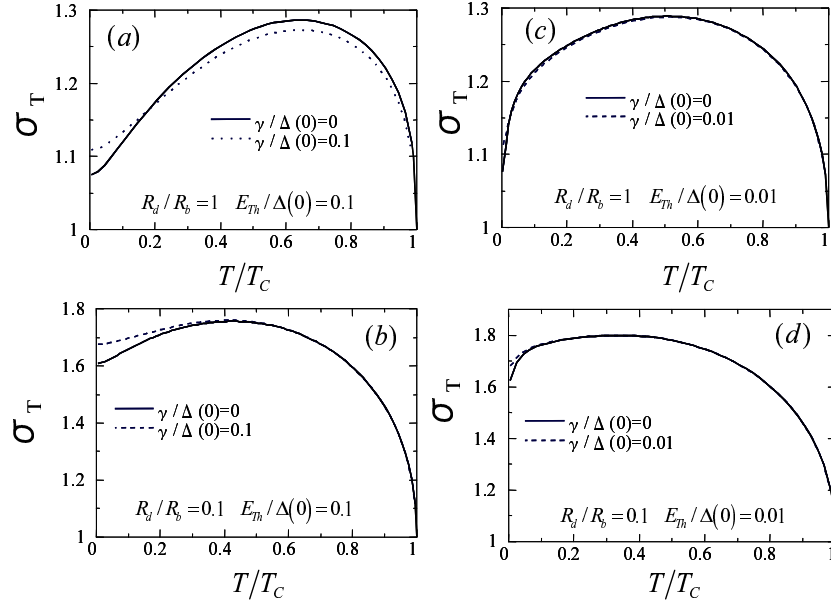 (a)
1.3
1.2
1.1
1
σ_T
γ / Δ (0)=0
γ / Δ (0)=0.1
R_d / R_b = 1 E_Th / Δ(0) = 0.1
0 0.2 0.4 0.6 0.8 1
T/T_C
(c)
1.3
1.2
1.1
1
σ_T
γ / Δ (0)=0
γ / Δ (0)=0.01
R_d / R_b = 1 E_Th / Δ(0) = 0.01
0 0.2 0.4 0.6 0.8 1
T/T_C
(b)
1.8
1.6
1.4
1.2
1
σ_T
γ / Δ (0)=0
γ / Δ (0)=0.1
R_d / R_b = 0.1 E_Th / Δ(0) = 0.1
0 0.2 0.4 0.6 0.8 1
T/T_C
(d)
1.8
1.6
1.4
1.2
1
σ_T
γ / Δ (0)=0
γ / Δ (0)=0.01
R_d / R_b = 0.1 E_Th / Δ(0) = 0.01
0 0.2 0.4 0.6 0.8 1
T/T_C